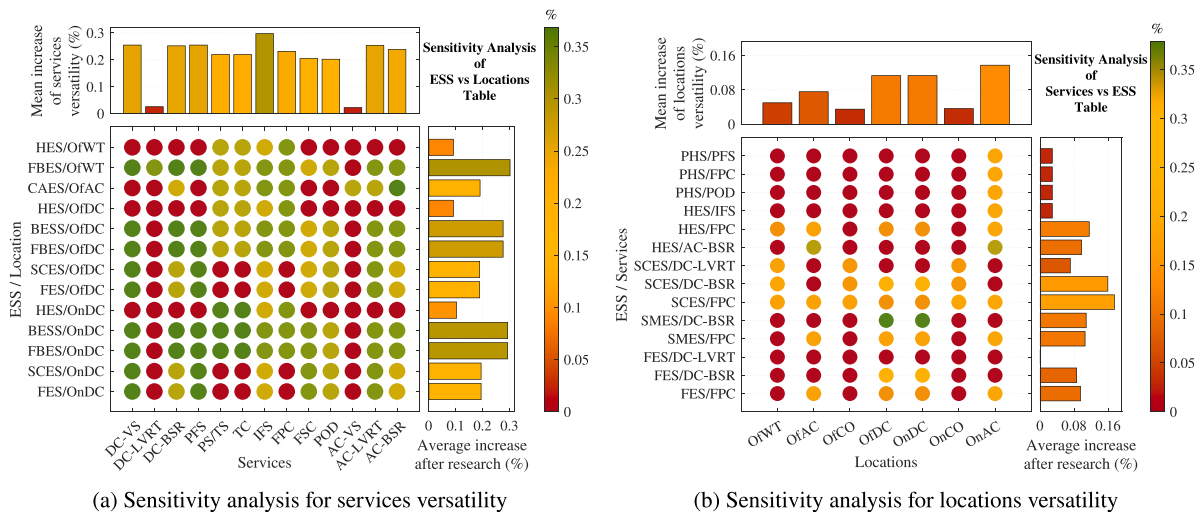 Mean increase
of services
versatility (%)
0.3
0.2
0.1
0
Sensitivity Analysis
of
ESS vs Locations
Table
%
0.35
0.3
0.25
0.2
0.15
0.1
0.05
0
ESS / Location
HES/OfWT
FBES/OfWT
CAES/OfAC
HES/OfDC
BESS/OfDC
FBES/OfDC
SCES/OfDC
FES/OfDC
HES/OnDC
BESS/OnDC
FBES/OnDC
SCES/OnDC
FES/OnDC
DC-VS
DC-LVRT
DC-BSR
PFS
PS/TS
TC
IFS
FPC
FSC
POD
AC-VS
AC-LVRT
AC-BSR
Services
0 0.1 0.2 0.3
Average increase
after research (%)
(a) Sensitivity analysis for services versatility
Mean increase
of locations
versatility (%)
0.16
0.08
0
Sensitivity Analysis
of
Services vs ESS
Table
%
0.35
0.3
0.25
0.2
0.15
0.1
0.05
0
ESS / Services
PHS/PFS
PHS/FPC
PHS/POD
HES/IFS
HES/FPC
HES/AC-BSR
SCES/DC-LVRT
SCES/DC-BSR
SCES/FPC
SMES/DC-BSR
SMES/FPC
FES/DC-LVRT
FES/DC-BSR
FES/FPC
OfWT
OfAC
OfCO
OfDC
OnDC
OnCO
OnAC
Locations
0 0.08 0.16
Average increase
after research (%)
(b) Sensitivity analysis for locations versatility